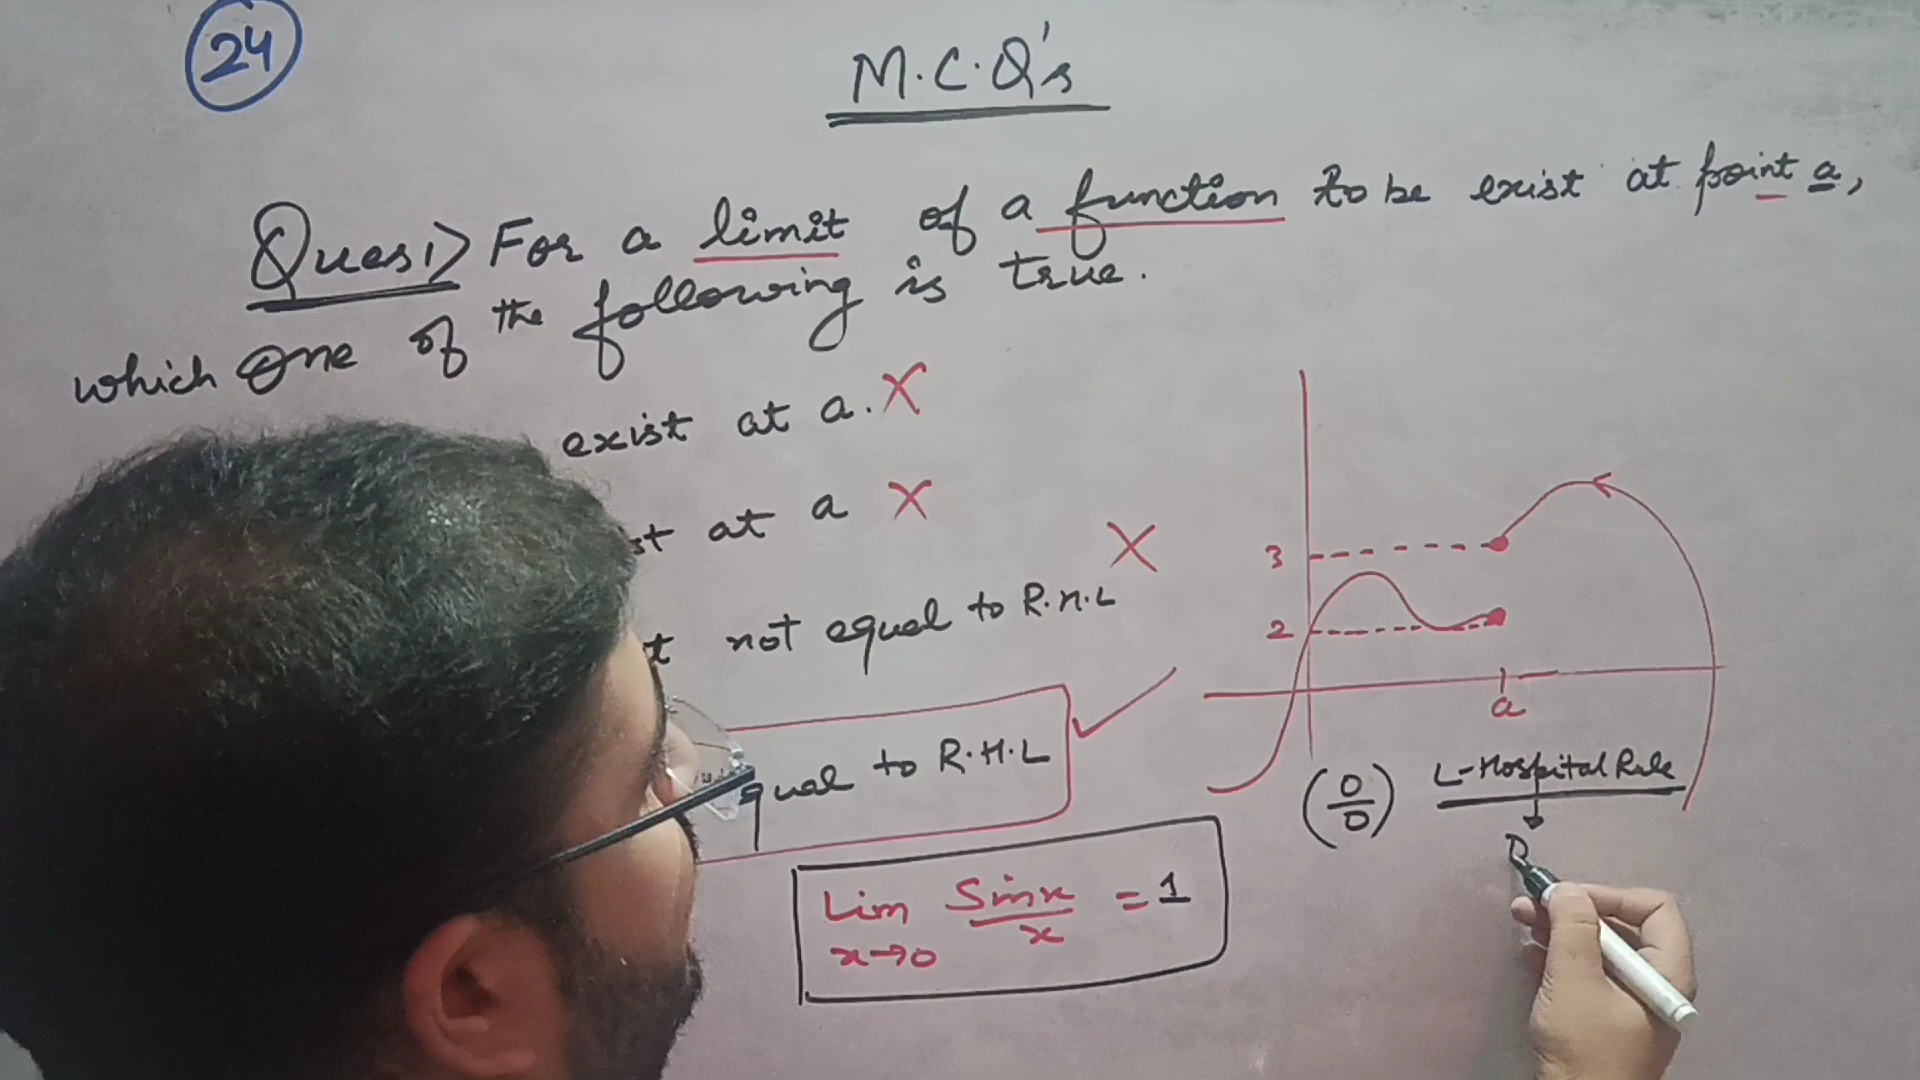 24
M.C.Q's
Ques1> For a limit of a function to be exist at point a,
which one of the following is true.
exist at a. X
at a X
not equal to R.H.L X
to R.H.L ✓
3
2
a
(0/0) L-Hospital Rule
D
Lim x→0 Sinx/x = 1